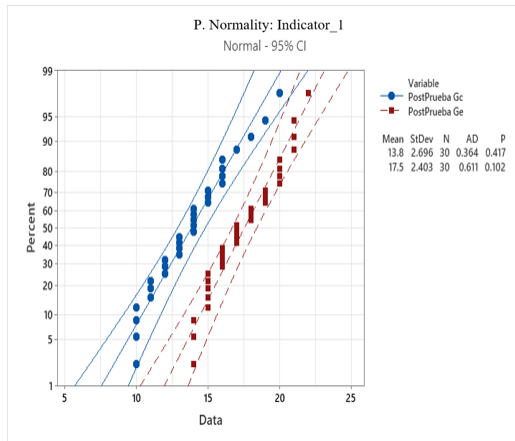 P. Normality: Indicator_1
Normal - 95% CI
Percent
99
95
90
80
70
60
50
40
30
20
10
5
1
5 10 15 20 25
Data
Variable
PostPrueba Gc
PostPrueba Ge
Mean StDev N AD P
13.8 2.696 30 0.364 0.417
17.5 2.403 30 0.611 0.102